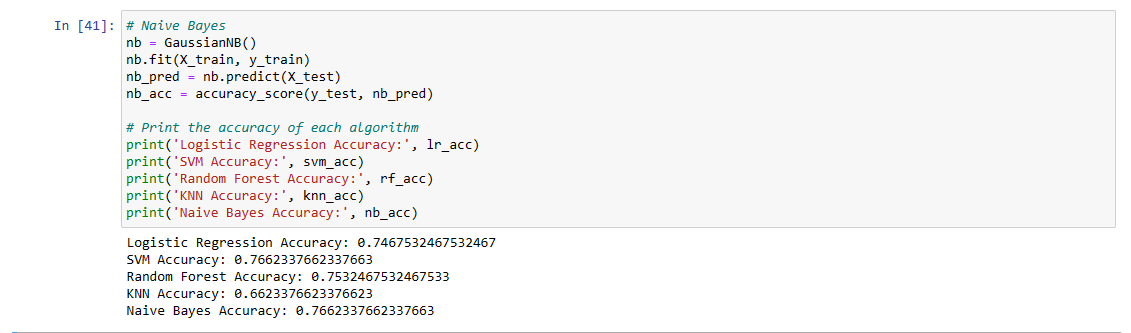 In [41]: # Naive Bayes
nb = GaussianNB()
nb.fit(X_train, y_train)
nb_pred = nb.predict(X_test)
nb_acc = accuracy_score(y_test, nb_pred)
# Print the accuracy of each algorithm
print('Logistic Regression Accuracy:', lr_acc)
print('SVM Accuracy:', svm_acc)
print('Random Forest Accuracy:', rf_acc)
print('KNN Accuracy:', knn_acc)
print('Naive Bayes Accuracy:', nb_acc)
Logistic Regression Accuracy: 0.7467532467532467
SVM Accuracy: 0.7662337662337663
Random Forest Accuracy: 0.7532467532467533
KNN Accuracy: 0.6623376623376623
Naive Bayes Accuracy: 0.7662337662337663